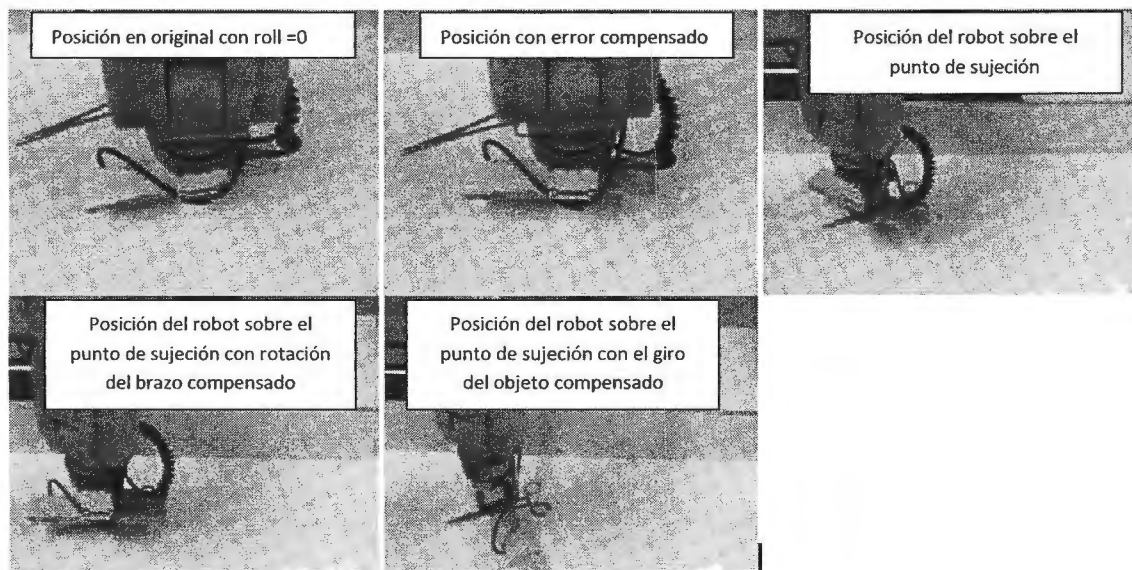 Posición en original con roll =0
Posición con error compensado
Posición del robot sobre el
punto de sujeción
Posición del robot sobre el
punto de sujeción con rotación
del brazo compensado
Posición del robot sobre el
punto de sujeción con el giro
del objeto compensado